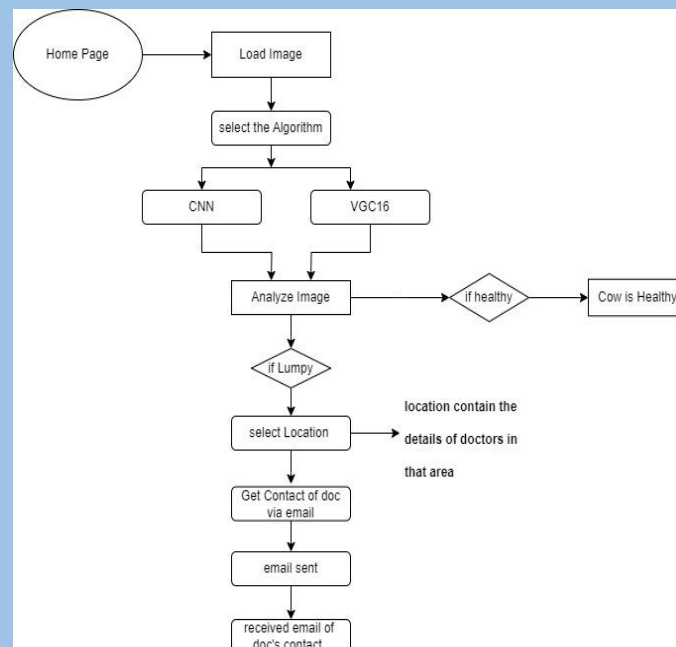 Home Page
Load Image
select the Algorithm
CNN
VGC16
Analyze Image
if healthy
Cow is Healthy
if Lumpy
select Location
location contain the
details of doctors in
that area
Get Contact of doc
via email
email sent
received email of
doc's contact